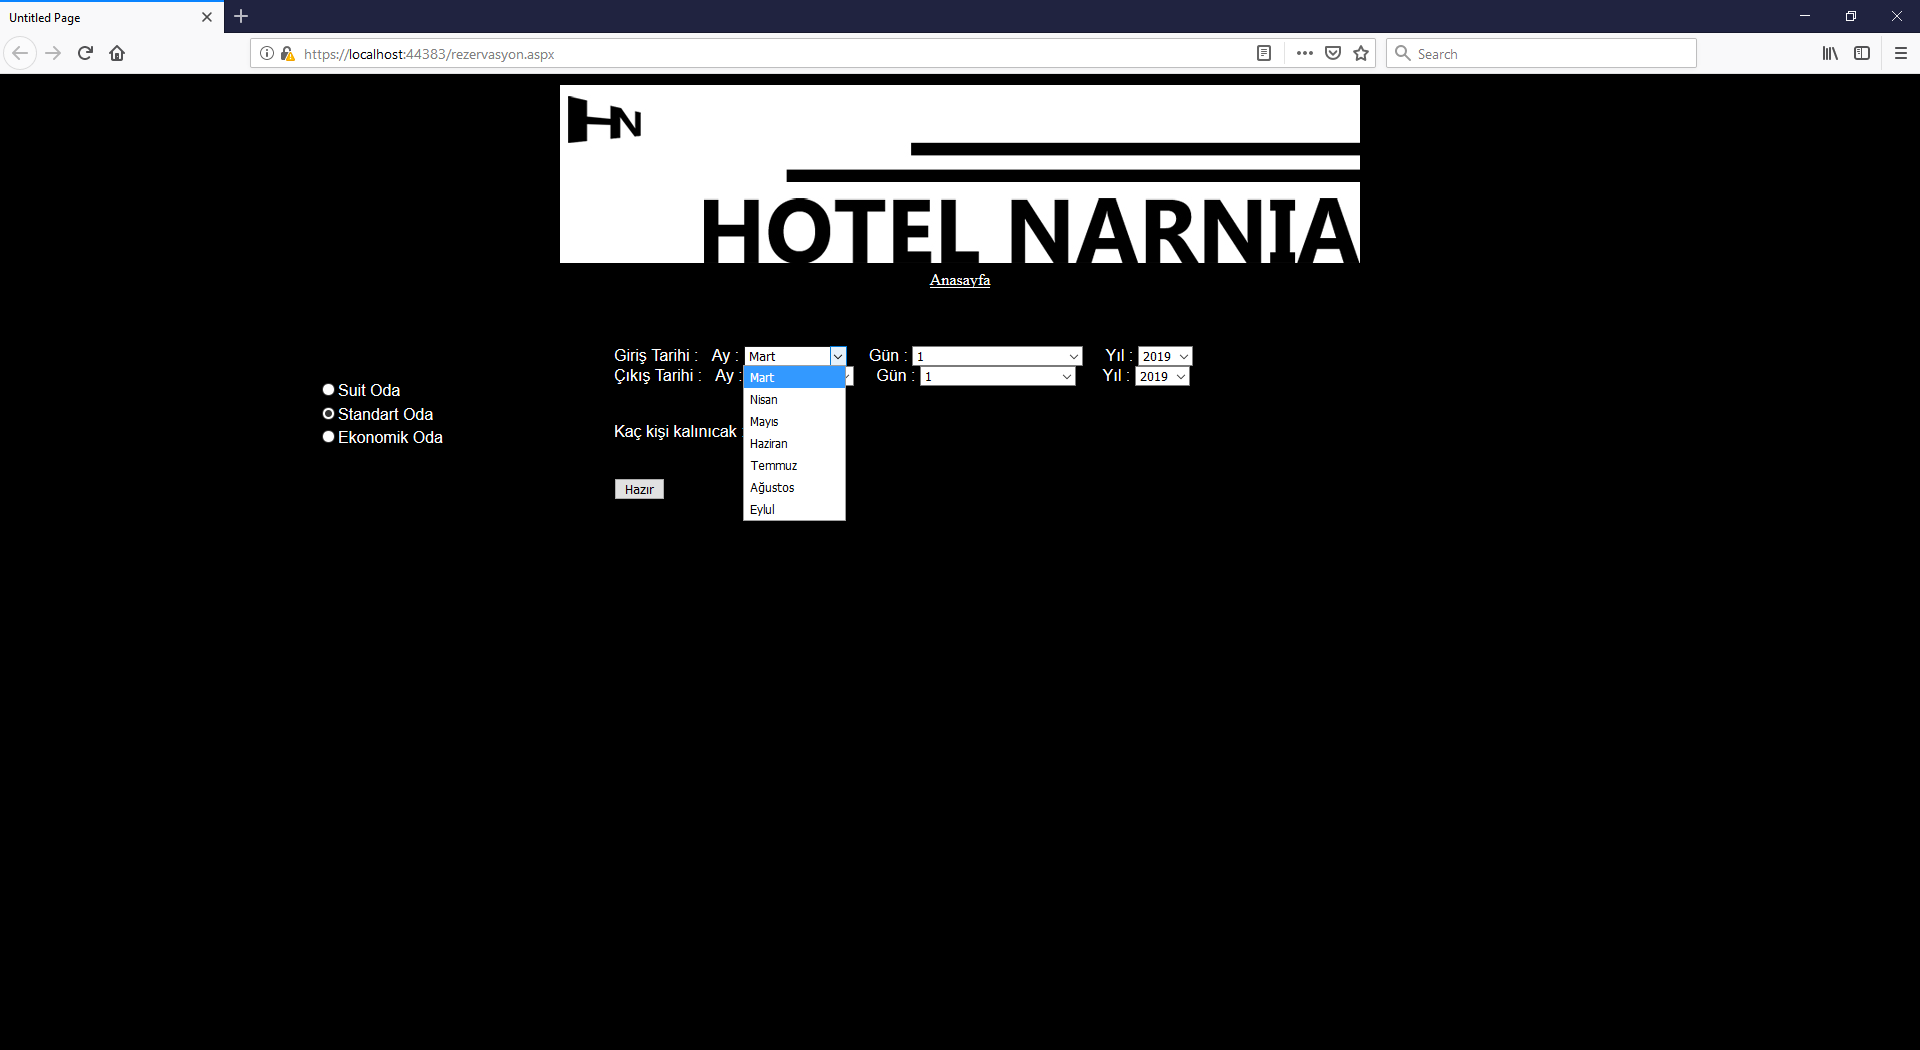 Untitled Page
https://localhost:44383/rezervasyon.aspx
Search
HN
HOTEL NARNIA
Anasayfa
Giriş Tarihi : Ay : Mart Gün : 1 Yıl : 2019
Çıkış Tarihi : Ay : Gün : 1 Yıl : 2019
Mart
Nisan
Mayıs
Haziran
Temmuz
Ağustos
Eylul
Suit Oda
Standart Oda
Ekonomik Oda
Kaç kişi kalınıcak
Hazır